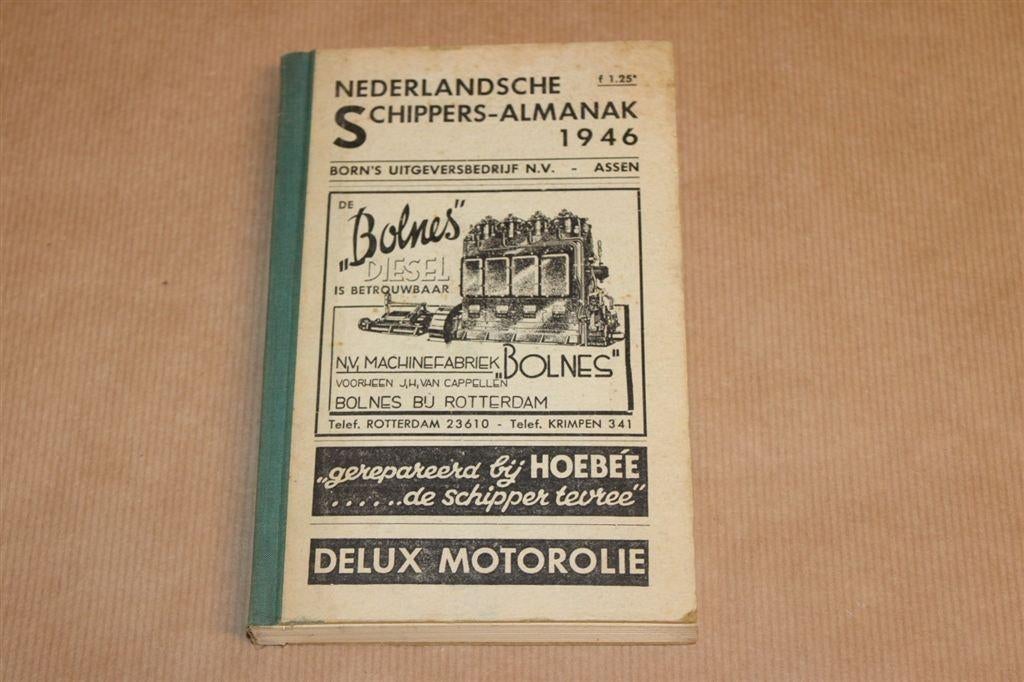 NEDERLANDSCHE f 1.25*
SCHIPPERS-ALMANAK
1946
BORN'S UITGEVERSBEDRIJF N.V. - ASSEN
DE
„Bolnes”
DIESEL
IS BETROUWBAAR
N.V. MACHINEFABRIEK „BOLNES”
VOORHEEN J.H. VAN CAPPELLEN
BOLNES BIJ ROTTERDAM
Telef. ROTTERDAM 23610 - Telef. KRIMPEN 341
„gerepareerd bij HOEBÉE
......de schipper tevree”
DELUX MOTOROLIE